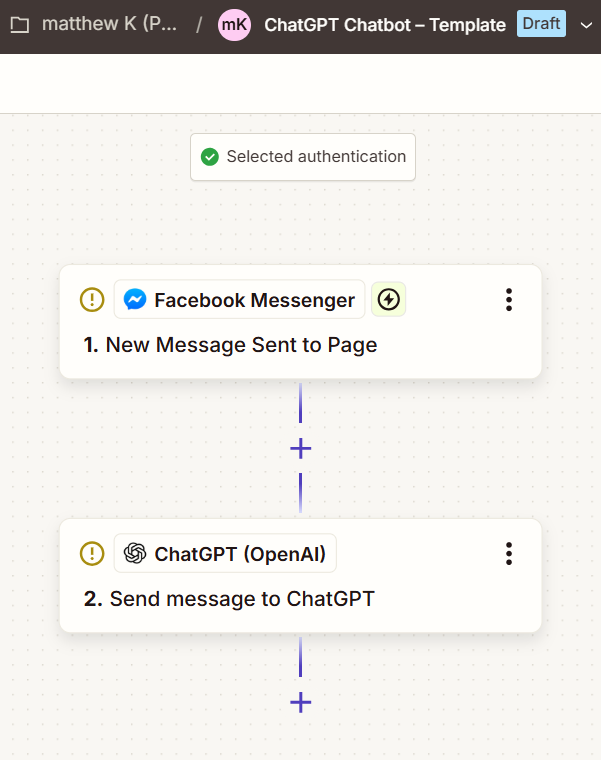 matthew K (P... / mK ChatGPT Chatbot – Template Draft
Selected authentication
Facebook Messenger
1. New Message Sent to Page
ChatGPT (OpenAI)
2. Send message to ChatGPT